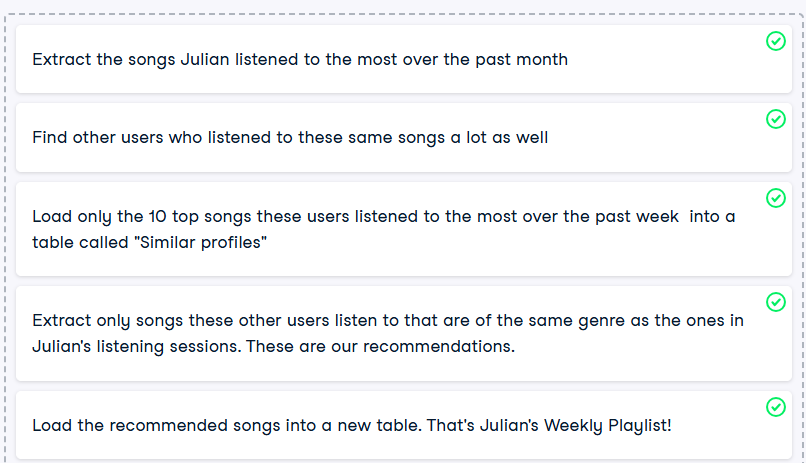 Extract the songs Julian listened to the most over the past month
Find other users who listened to these same songs a lot as well
Load only the 10 top songs these users listened to the most over the past week  into a
table called "Similar profiles"
Extract only songs these other users listen to that are of the same genre as the ones in
Julian's listening sessions. These are our recommendations.
Load the recommended songs into a new table. That's Julian's Weekly Playlist!